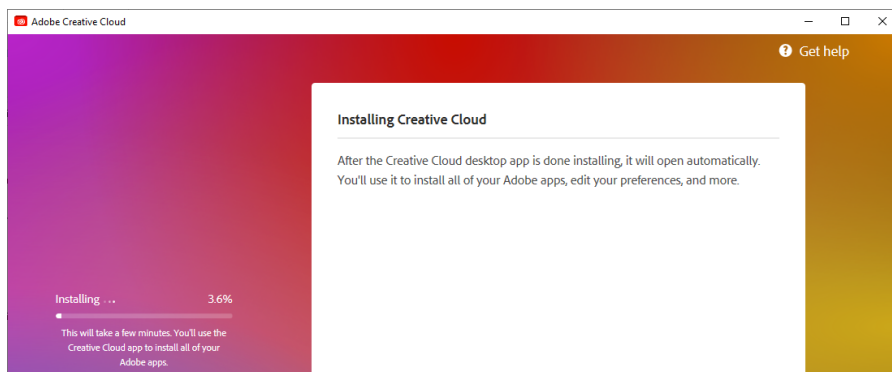 Adobe Creative Cloud
Get help
Installing Creative Cloud
After the Creative Cloud desktop app is done installing, it will open automatically.
You'll use it to install all of your Adobe apps, edit your preferences, and more.
Installing ... 3.6%
This will take a few minutes. You'll use the
Creative Cloud app to install all of your
Adobe apps.